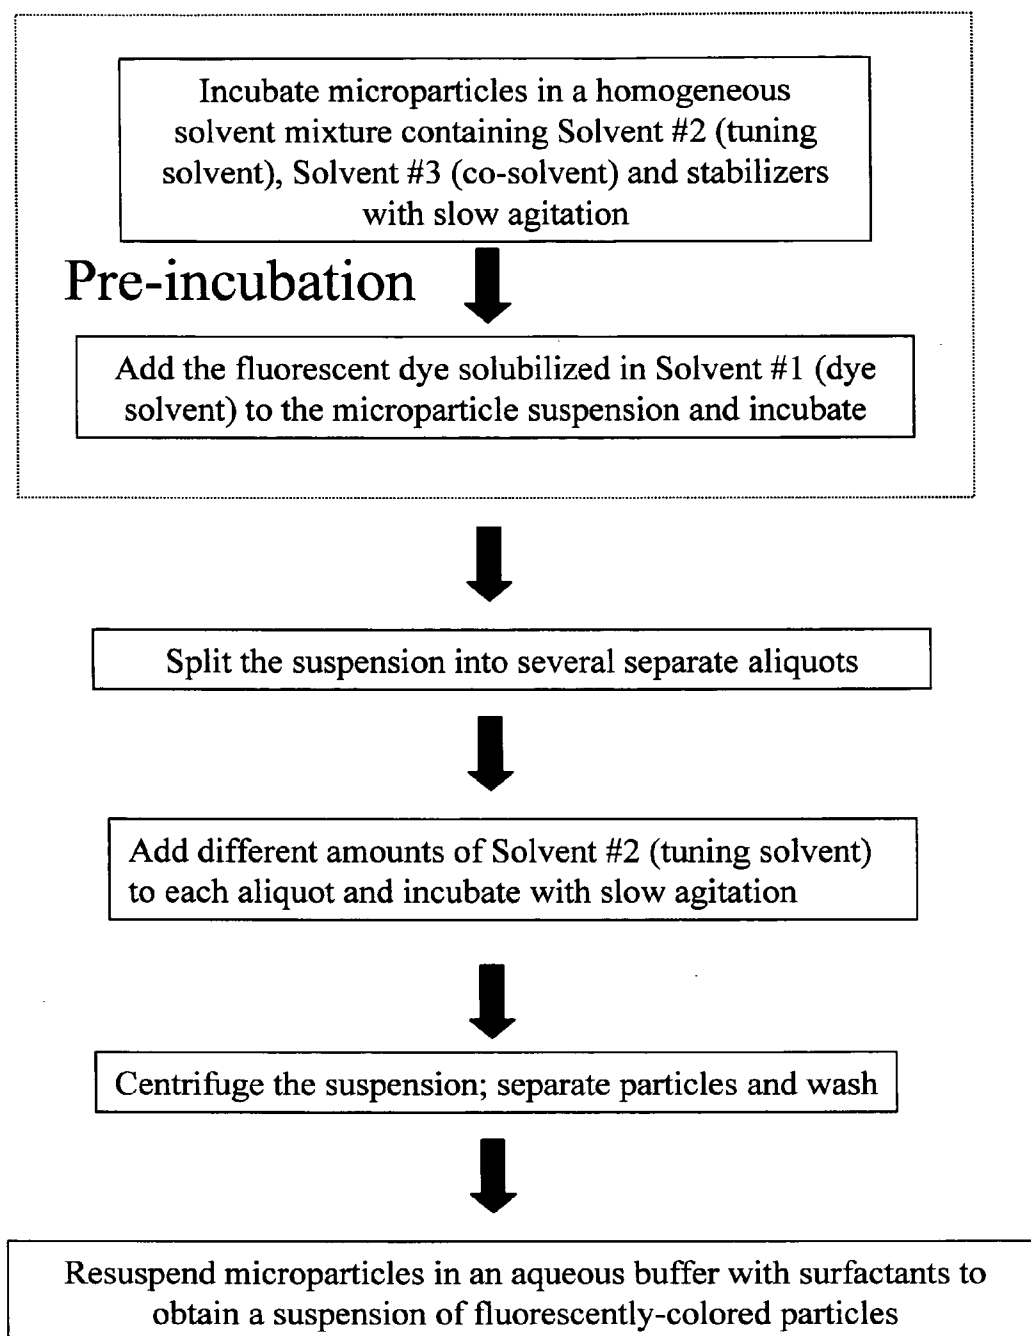 Incubate microparticles in a homogeneous
solvent mixture containing Solvent #2 (tuning
solvent), Solvent #3 (co-solvent) and stabilizers
with slow agitation
Pre-incubation
Add the fluorescent dye solubilized in Solvent #1 (dye
solvent) to the microparticle suspension and incubate
Split the suspension into several separate aliquots
Add different amounts of Solvent #2 (tuning solvent)
to each aliquot and incubate with slow agitation
Centrifuge the suspension; separate particles and wash
Resuspend microparticles in an aqueous buffer with surfactants to
obtain a suspension of fluorescently-colored particles